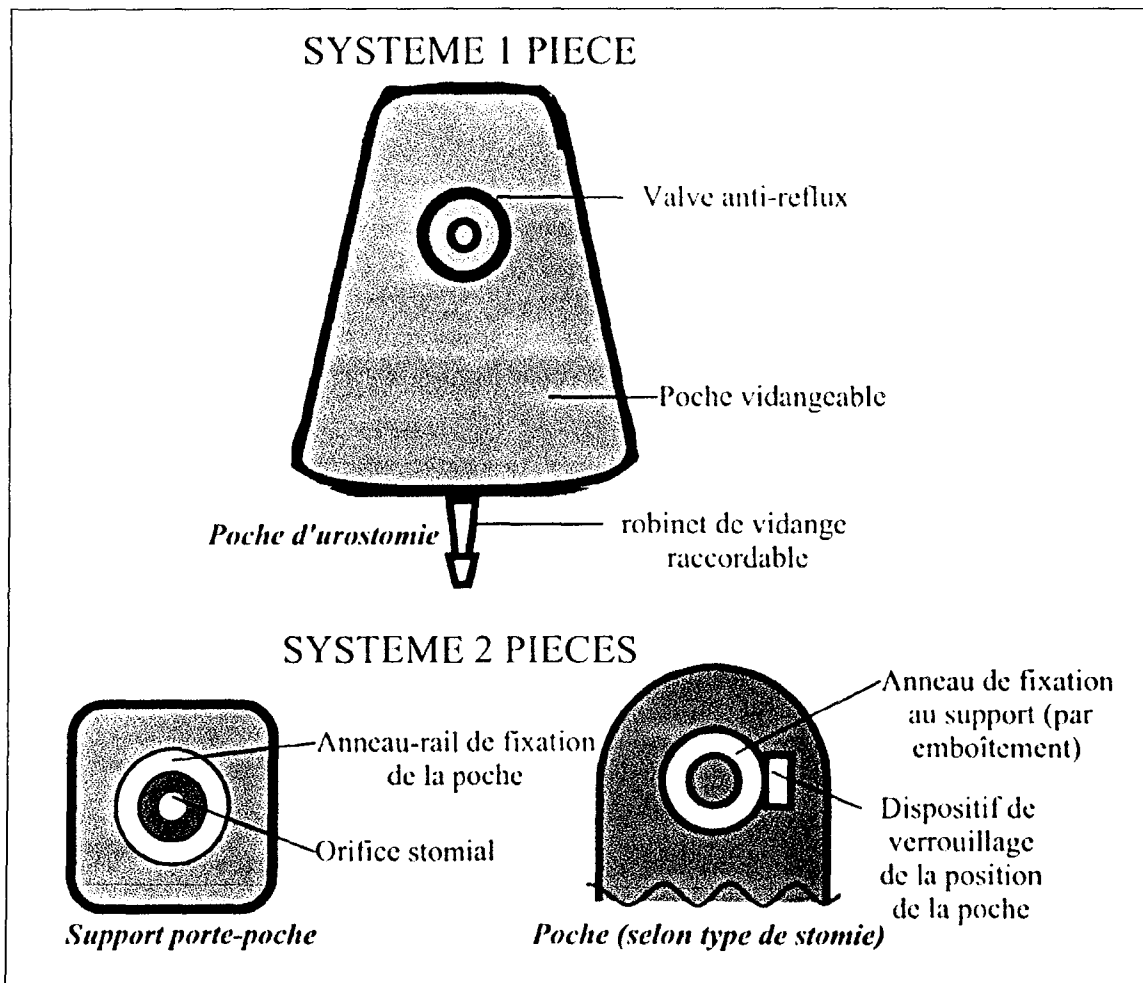 SYSTEME 1 PIECE
Valve anti-reflux
Poche vidangeable
Poche d'urostomie
robinet de vidange
raccordable
SYSTEME 2 PIECES
Anneau-rail de fixation
de la poche
Orifice stomial
Support porte-poche
Anneau de fixation
au support (par
emboîtement)
Dispositif de
verrouillage
de la position
de la poche
Poche (selon type de stomie)